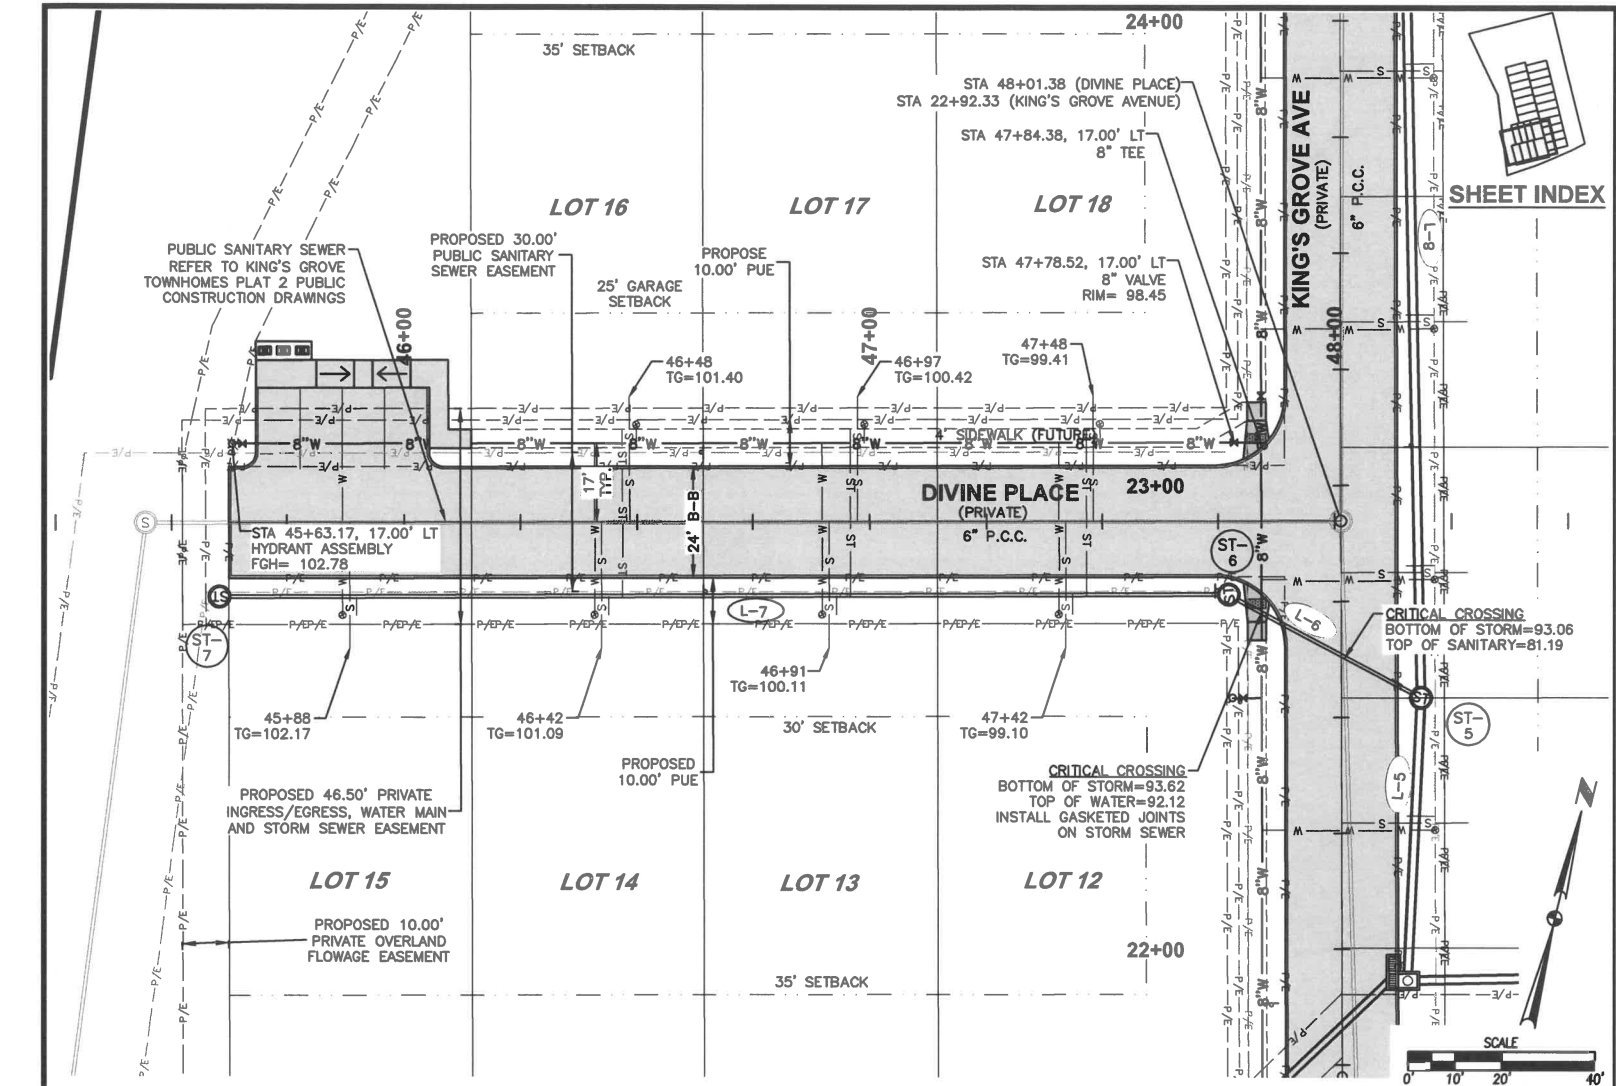 24+00
35' SETBACK
STA 48+01.38 (DIVINE PLACE)
STA 22+92.33 (KING'S GROVE AVENUE)
STA 47+84.38, 17.00' LT
8" TEE
KING'S GROVE AVE
(PRIVATE)
6" P.C.C.
SHEET INDEX
LOT 16
LOT 17
LOT 18
L-8
PUBLIC SANITARY SEWER
REFER TO KING'S GROVE
TOWNHOMES PLAT 2 PUBLIC
CONSTRUCTION DRAWINGS
PROPOSED 30.00'
PUBLIC SANITARY
SEWER EASEMENT
PROPOSE
10.00' PUE
25' GARAGE
SETBACK
STA 47+78.52, 17.00' LT
8" VALVE
RIM= 98.45
46+00
47+00
48+00
46+48
TG=101.40
46+97
TG=100.42
47+48
TG=99.41
4' SIDEWALK (FUTURE)
8"W
8"W
8"W
8"W
8"W
8"W
8"W
17'
TYP.
24' B-B
DIVINE PLACE
(PRIVATE)
6" P.C.C.
23+00
STA 45+63.17, 17.00' LT
HYDRANT ASSEMBLY
FGH= 102.78
ST-
6
ST
ST
L-7
L-6
ST-
7
CRITICAL CROSSING
BOTTOM OF STORM=93.06
TOP OF SANITARY=81.19
45+88
TG=102.17
46+42
TG=101.09
46+91
TG=100.11
47+42
TG=99.10
30' SETBACK
ST
ST-
5
PROPOSED
10.00' PUE
CRITICAL CROSSING
BOTTOM OF STORM=93.62
TOP OF WATER=92.12
INSTALL GASKETED JOINTS
ON STORM SEWER
L-5
PROPOSED 46.50' PRIVATE
INGRESS/EGRESS, WATER MAIN
AND STORM SEWER EASEMENT
LOT 15
LOT 14
LOT 13
LOT 12
PROPOSED 10.00'
PRIVATE OVERLAND
FLOWAGE EASEMENT
22+00
35' SETBACK
N
SCALE
0' 10' 20' 40'